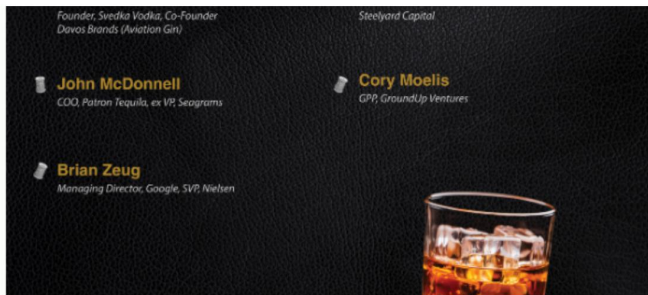 Founder, Svedka Vodka, Co-Founder
Davos Brands (Aviation Gin)
Steelyard Capital
John McDonnell
COO, Patron Tequila, ex VP, Seagrams
Cory Moelis
GPP, GroundUp Ventures
Brian Zeug
Managing Director, Google, SVP, Nielsen